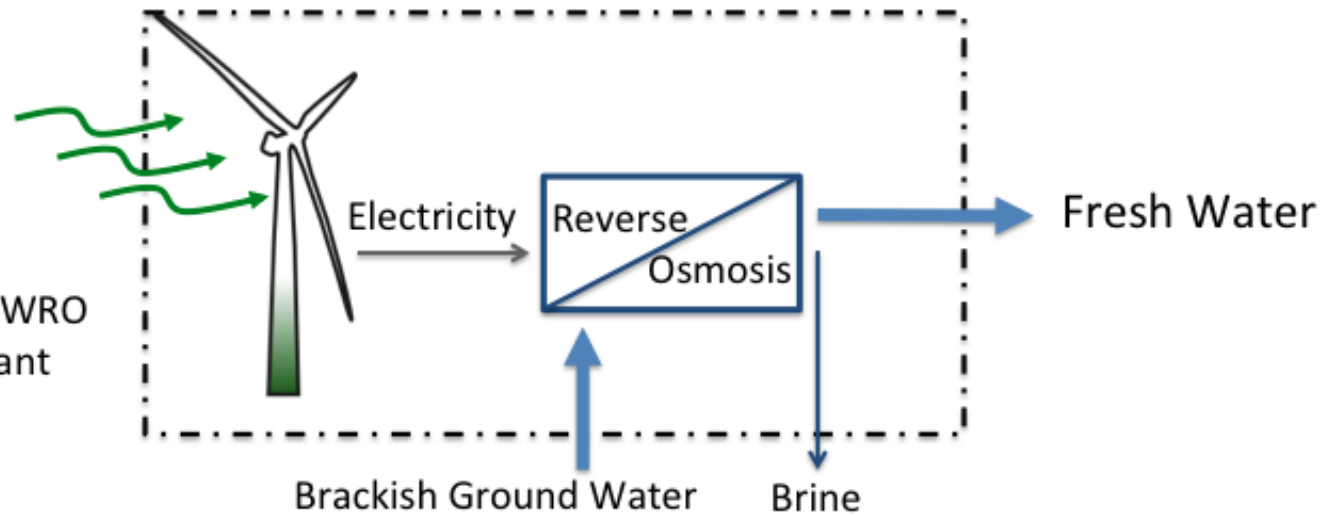 Electricity
Reverse
Osmosis
Fresh Water
WRO
ant
Brackish Ground Water
Brine